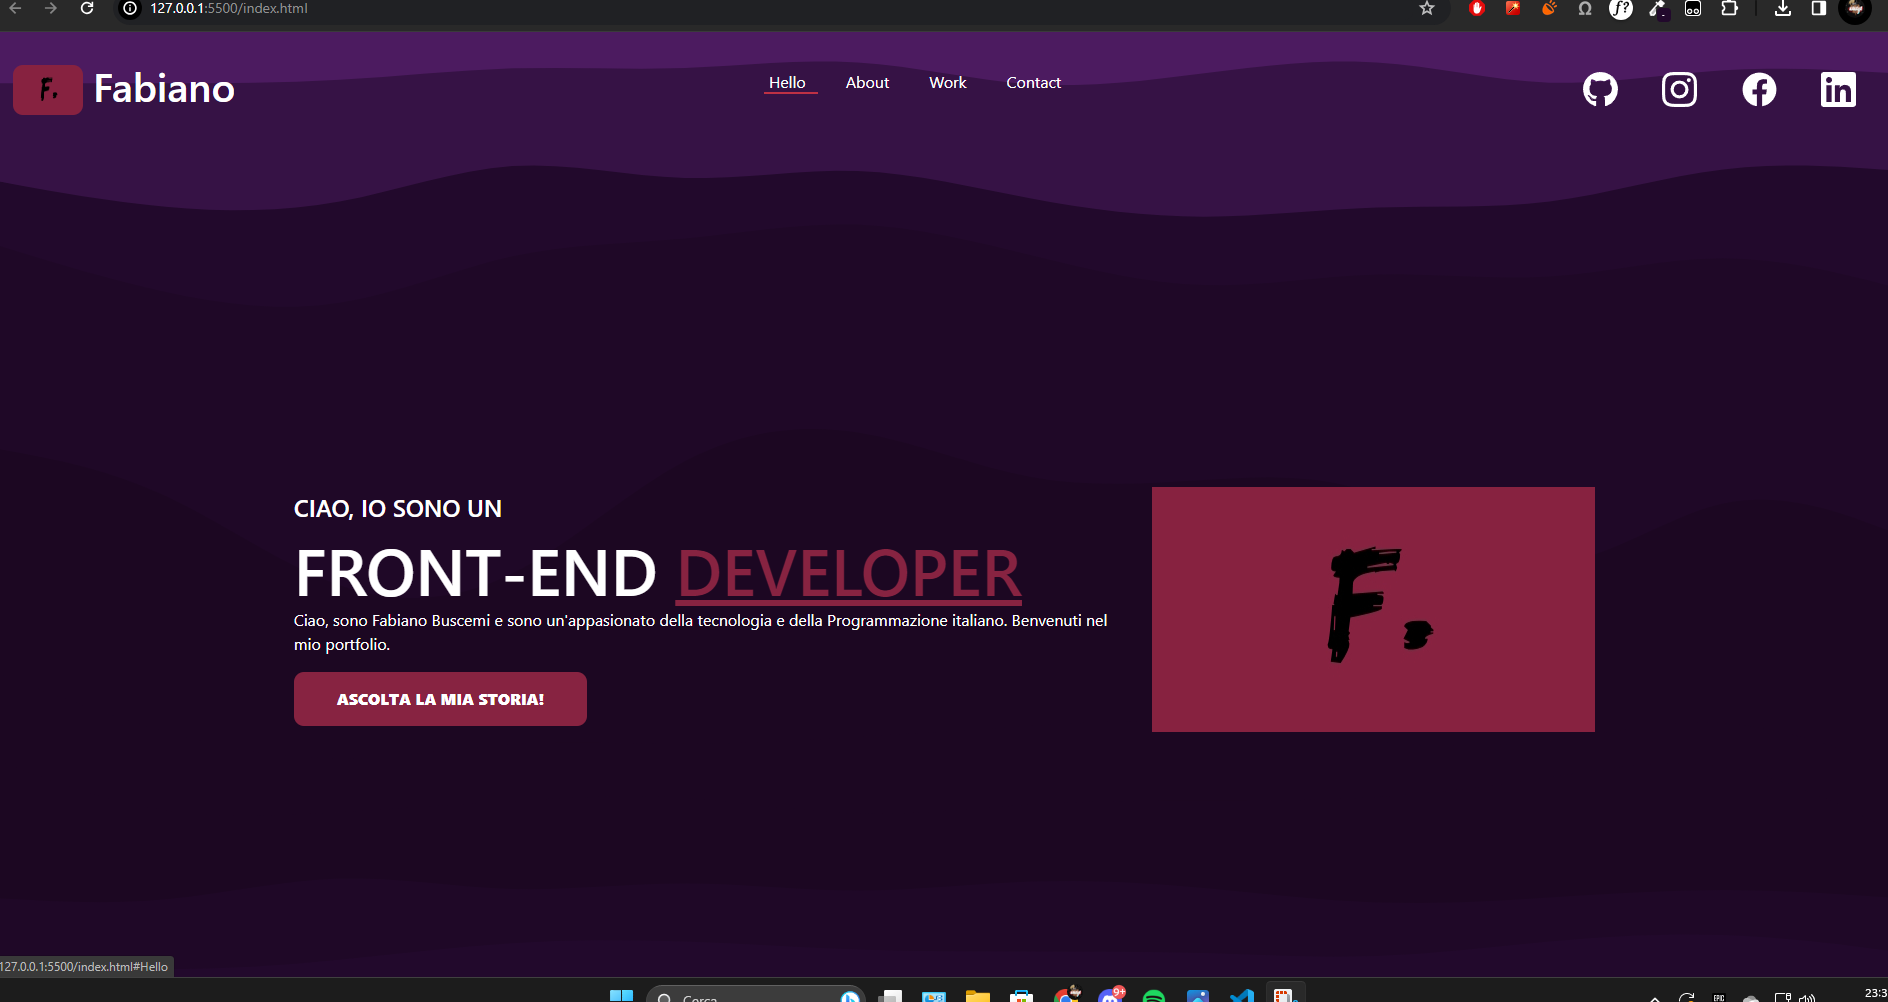 127.0.0.1:5500/index.html
F. Fabiano
Hello About Work Contact
CIAO, IO SONO UN
FRONT-END DEVELOPER
Ciao, sono Fabiano Buscemi e sono un'appasionato della tecnologia e della Programmazione italiano. Benvenuti nel
mio portfolio.
ASCOLTA LA MIA STORIA!
F.
127.0.0.1:5500/index.html#Hello
Cerca
9+
EPIC